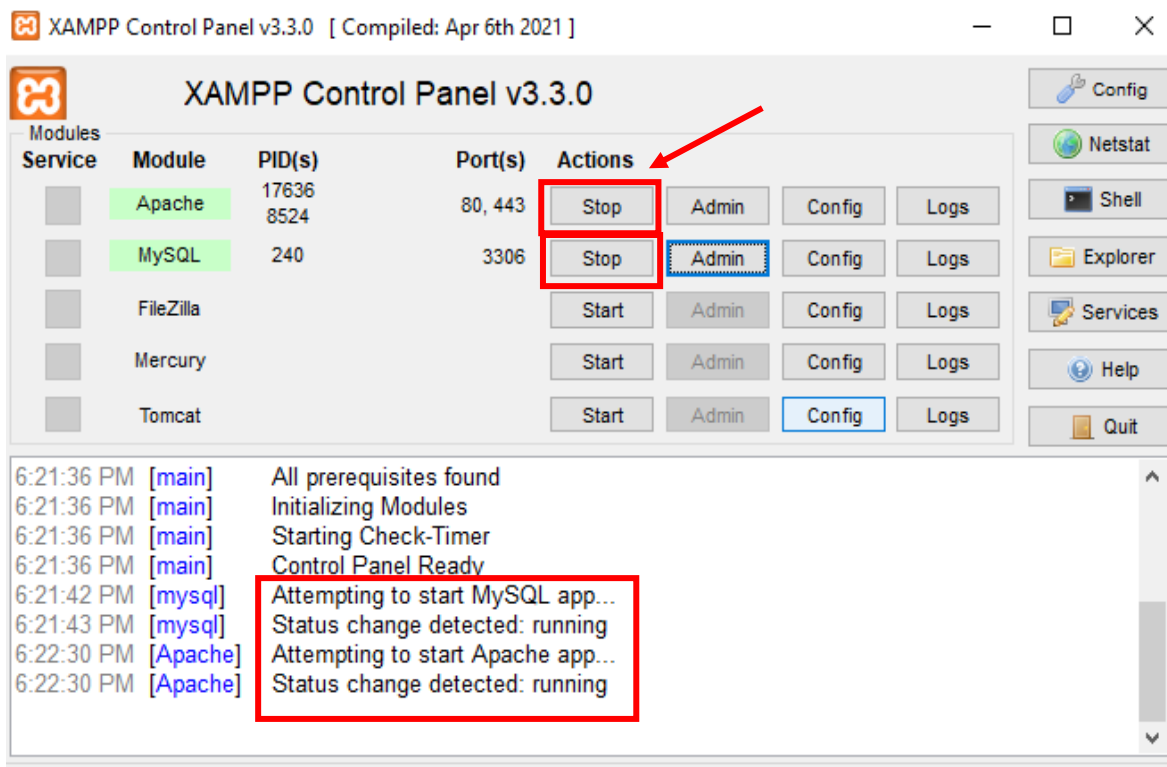 XAMPP Control Panel v3.3.0 [ Compiled: Apr 6th 2021 ]
XAMPP Control Panel v3.3.0
Config
Netstat
Shell
Explorer
Services
Help
Quit
Modules
Service Module PID(s) Port(s) Actions
Apache 17636 8524 80, 443 Stop Admin Config Logs
MySQL 240 3306 Stop Admin Config Logs
FileZilla Start Admin Config Logs
Mercury Start Admin Config Logs
Tomcat Start Admin Config Logs
6:21:36 PM [main] All prerequisites found
6:21:36 PM [main] Initializing Modules
6:21:36 PM [main] Starting Check-Timer
6:21:36 PM [main] Control Panel Ready
6:21:42 PM [mysql] Attempting to start MySQL app...
6:21:43 PM [mysql] Status change detected: running
6:22:30 PM [Apache] Attempting to start Apache app...
6:22:30 PM [Apache] Status change detected: running